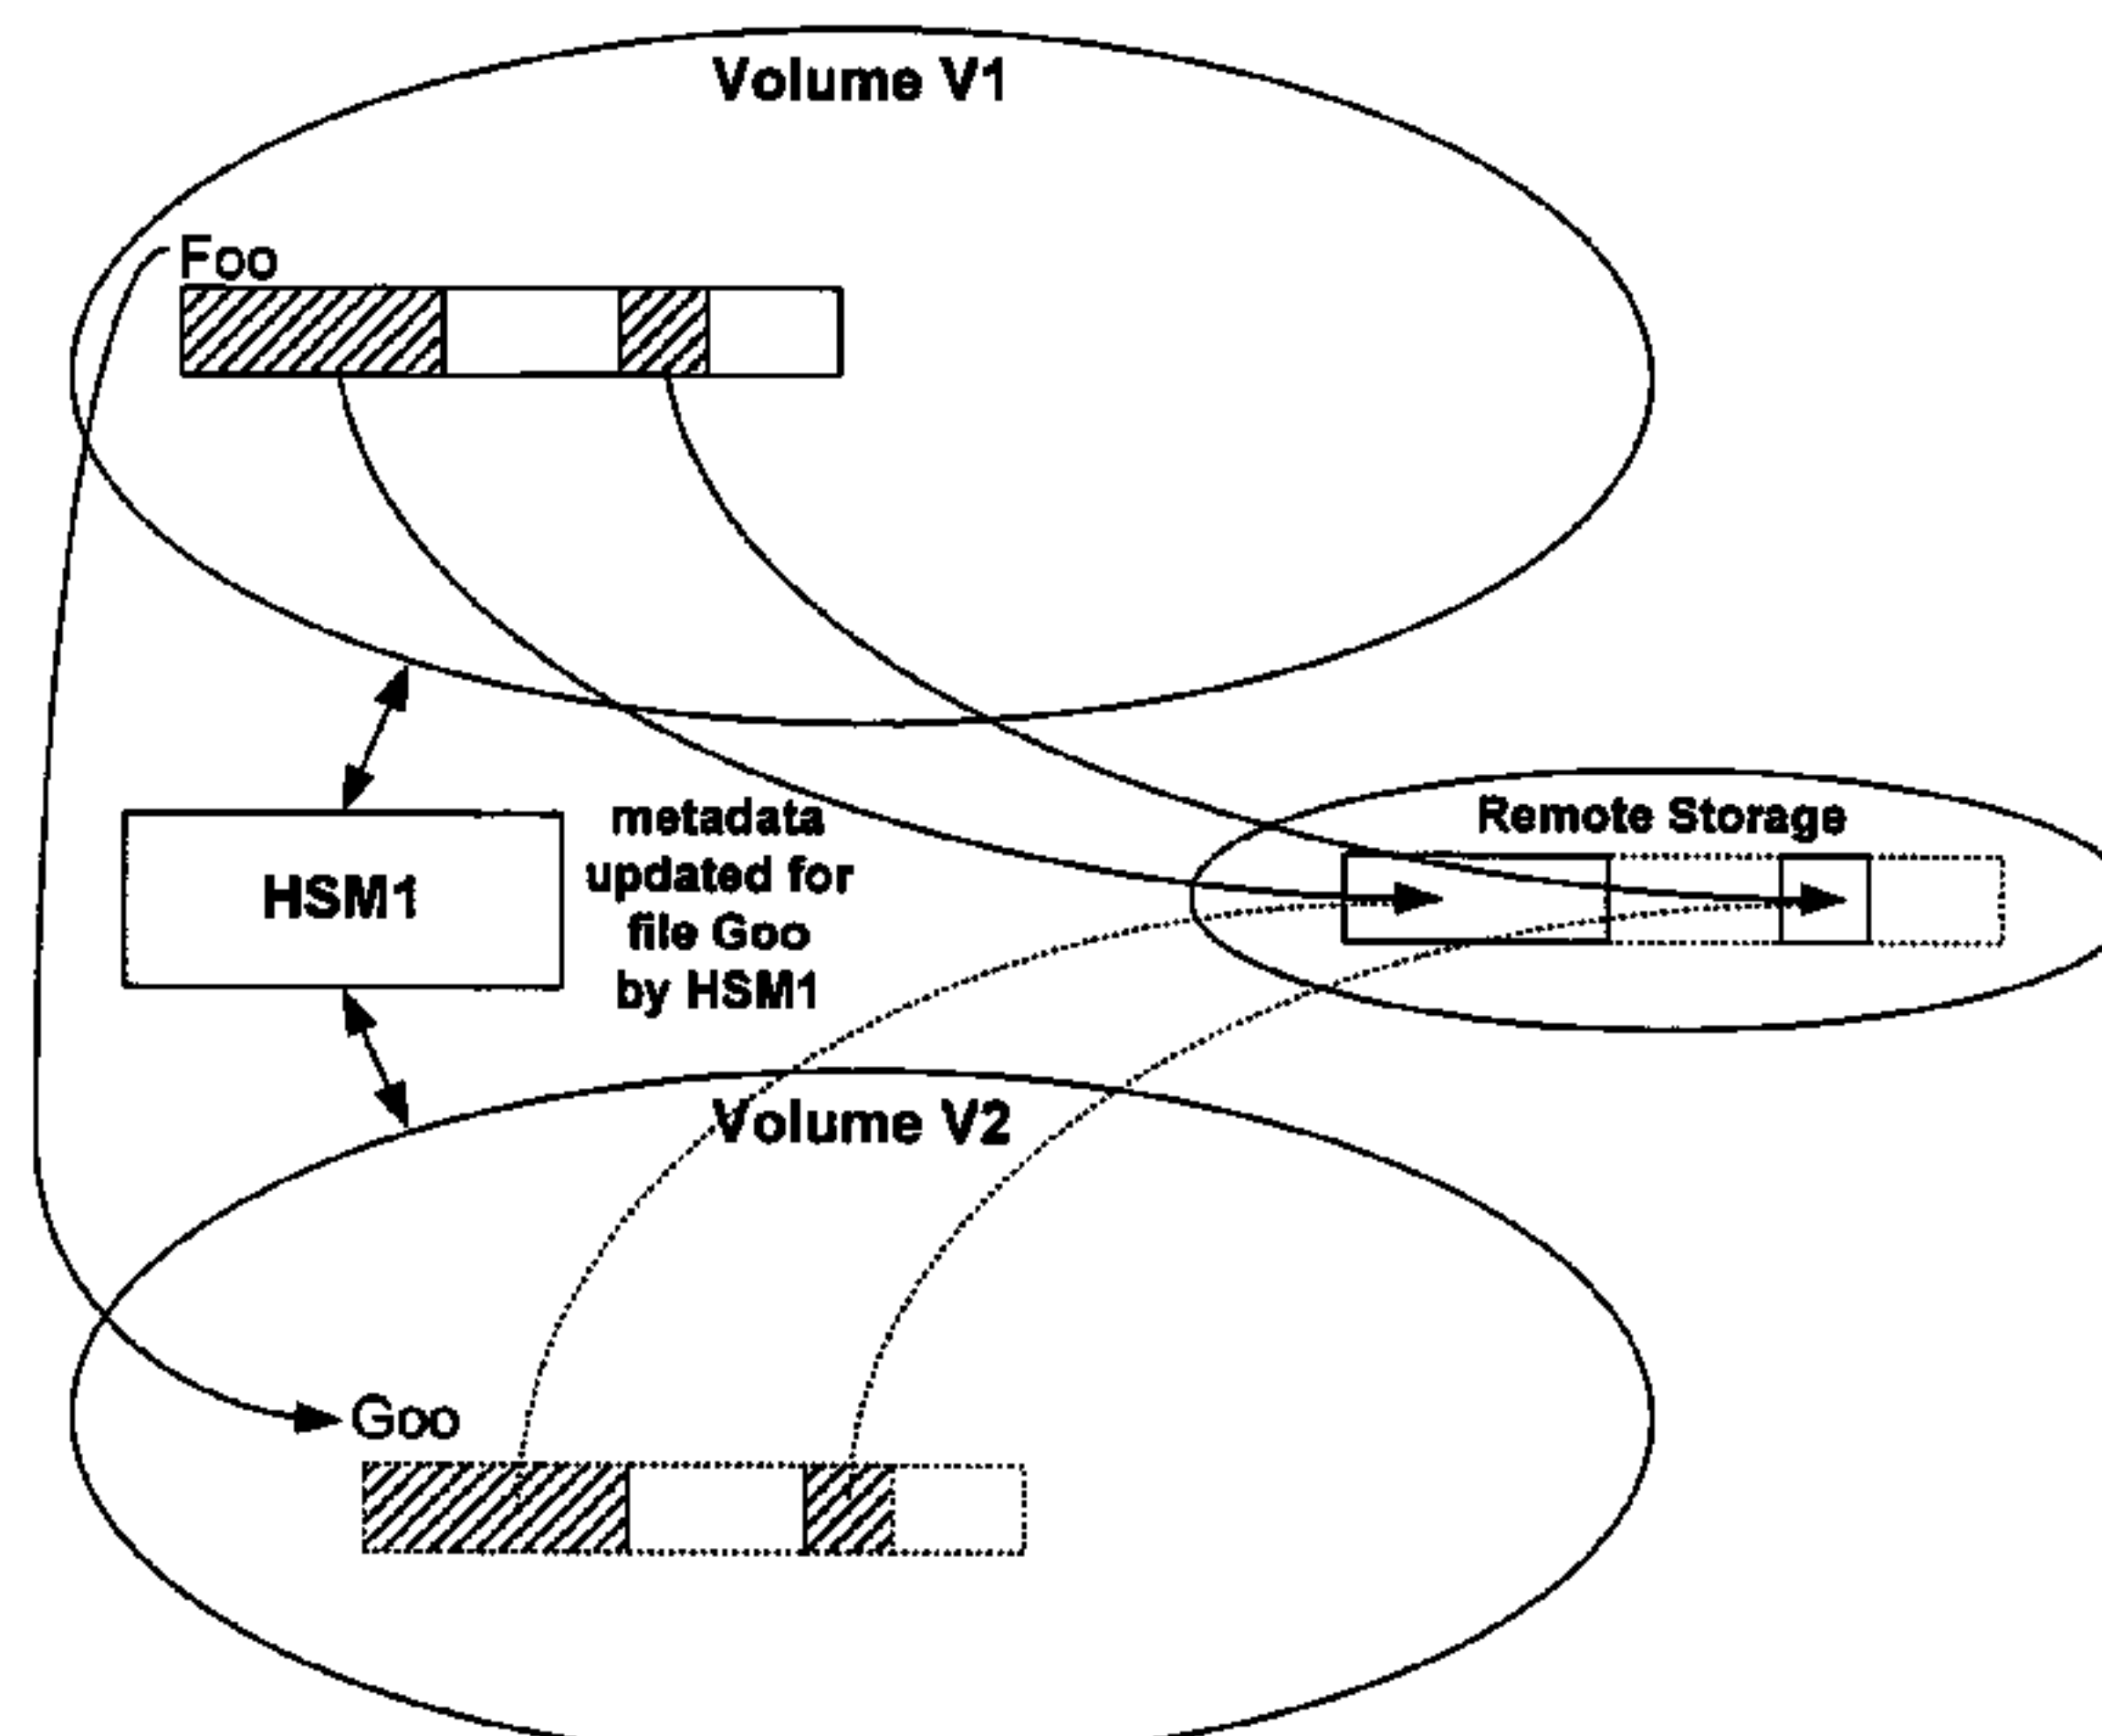 Volume V1
Foo
HSM1
metadata
updated for
file Goo
by HSM1
Remote Storage
Volume V2
Goo